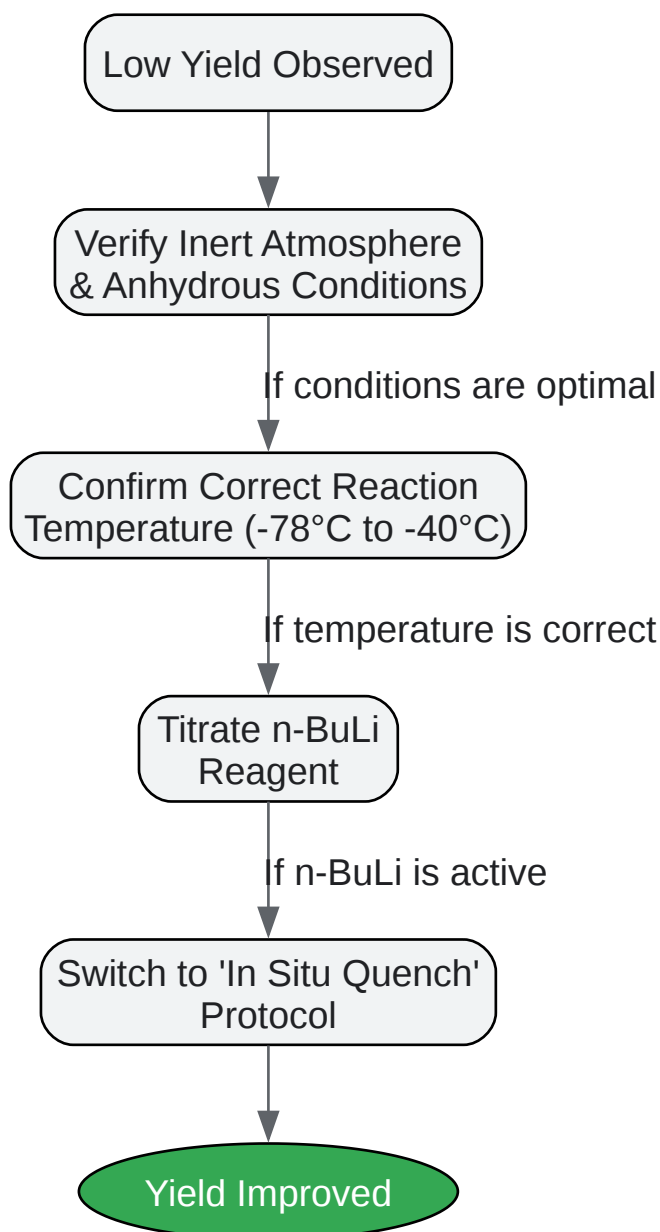 Low Yield Observed
Verify Inert Atmosphere
& Anhydrous Conditions
If conditions are optimal
Confirm Correct Reaction
Temperature (-78°C to -40°C)
If temperature is correct
Titrate n-BuLi
Reagent
If n-BuLi is active
Switch to 'In Situ Quench'
Protocol
Yield Improved